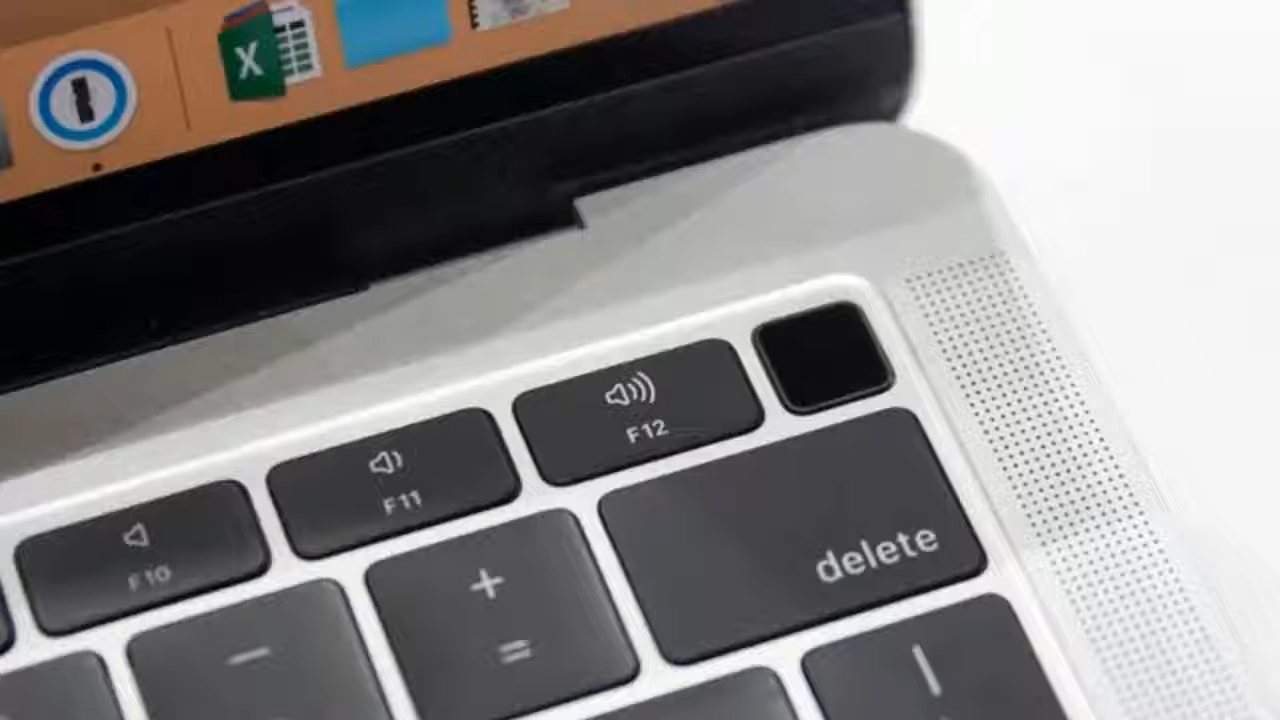 X
F12
F11
F10
delete
+
=
-